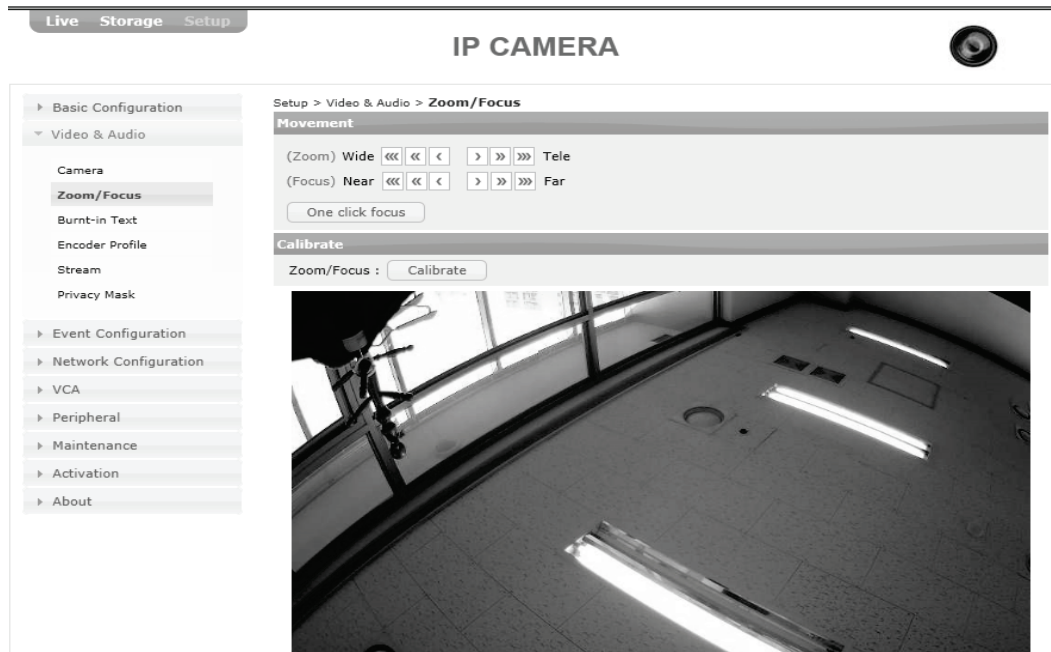 Live Storage Setup
IP CAMERA
Basic Configuration
Video & Audio
Camera
Zoom/Focus
Burnt-in Text
Encoder Profile
Stream
Privacy Mask
Event Configuration
Network Configuration
VCA
Peripheral
Maintenance
Activation
About
Setup > Video & Audio > Zoom/Focus
Movement
(Zoom) Wide <<< << < > >> >>> Tele
(Focus) Near <<< << < > >> >>> Far
One click focus
Calibrate
Zoom/Focus : Calibrate